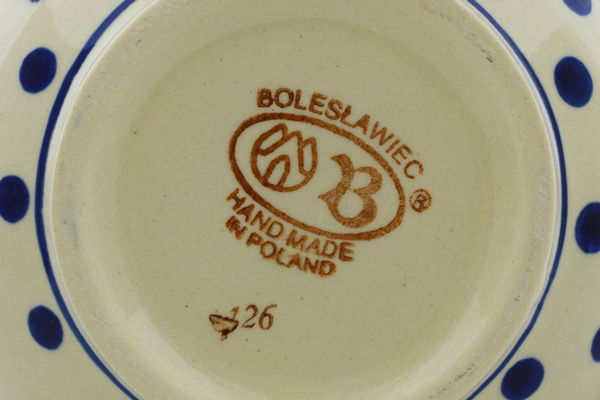 BOLESŁAWIEC ®
B
HAND MADE
IN POLAND
126